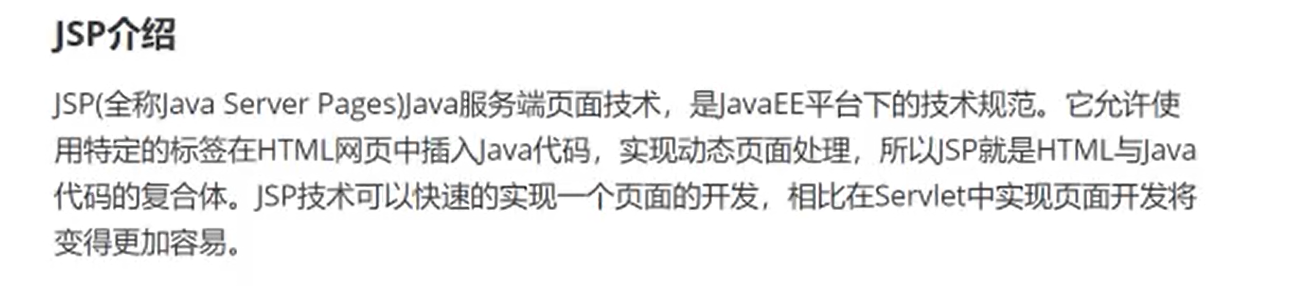 JSP介绍
JSP(全称Java Server Pages)Java服务端页面技术，是JavaEE平台下的技术规范。它允许使
用特定的标签在HTML网页中插入Java代码，实现动态页面处理，所以JSP就是HTML与Java
代码的复合体。JSP技术可以快速的实现一个页面的开发，相比在Servlet中实现页面开发将
变得更加容易。